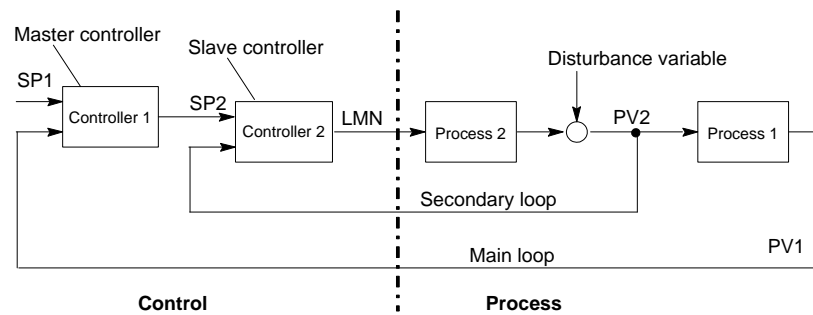 Master controller
Slave controller
Disturbance variable
SP1
SP2
LMN
PV2
Controller 1
Controller 2
Process 2
Process 1
Secondary loop
PV1
Main loop
Control
Process